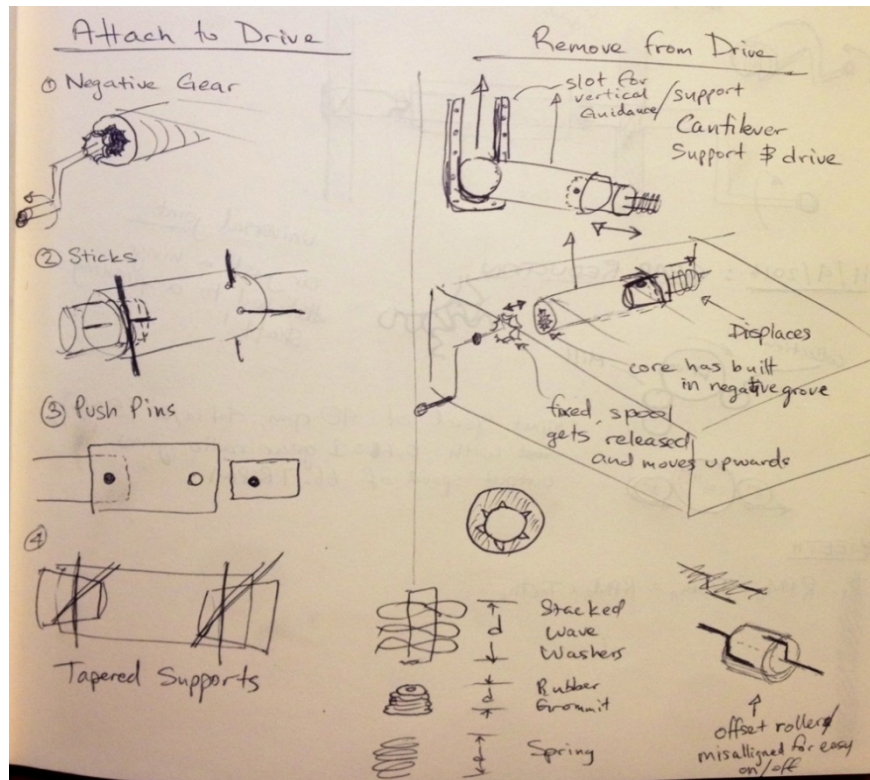 Attach to Drive
① Negative Gear
② Sticks
③ Push Pins
④
Tapered Supports
Remove from Drive
slot for
vertical
Guidance/support
Cantilever
Support & drive
Displaces
core has built
in negative grove
fixed, spool
gets released
and moves upwards
d
Stacked
Wave
Washers
d
Rubber
Grommit
d
Spring
offset roller/
misalligned for easy
on/off